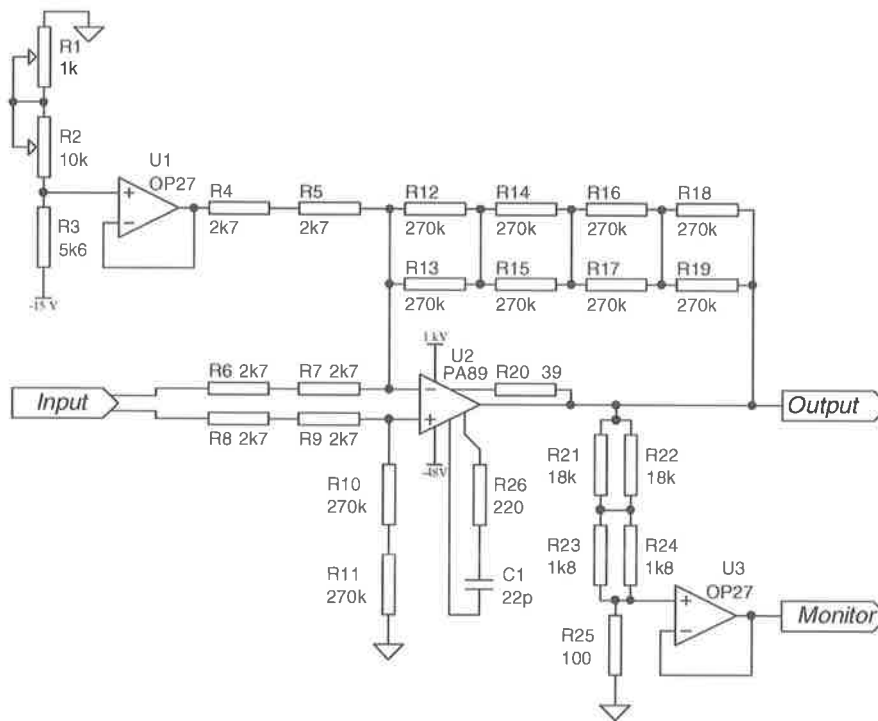 R1
1k
R2
10k
U1
OP27
R3
5k6
-15 V
R4
2k7
R5
2k7
R12
270k
R14
270k
R16
270k
R18
270k
R13
270k
R15
270k
R17
270k
R19
270k
1 kV
U2
PA89
R20 39
R6 2k7
R7 2k7
Input
R8 2k7
R9 2k7
-48V
Output
R10
270k
R26
220
R21
18k
R22
18k
R11
270k
C1
22p
R23
1k8
R24
1k8
U3
OP27
R25
100
Monitor